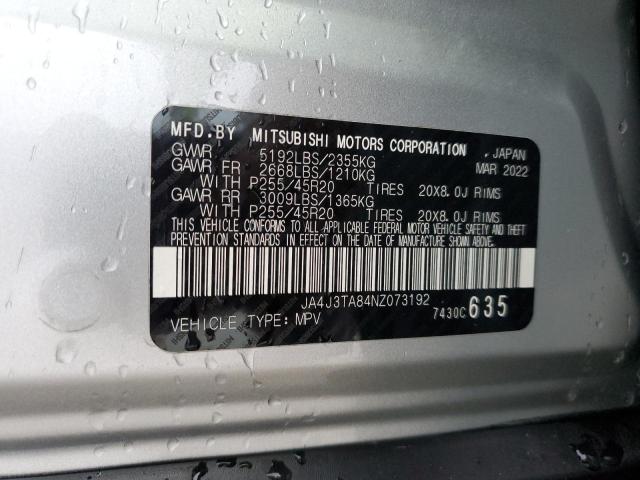 MFD.BY MITSUBISHI MOTORS CORPORATION
JAPAN
GWWR 5192LBS/2355KG MAR 2022
GAWR FR 2668LBS/1210KG
WITH P255/45R20 TIRES 20X8.0J RIMS
GAWR RR 3009LBS/1365KG
WITH P255/45R20 TIRES 20X8.0J RIMS
THIS VEHICLE CONFORMS TO ALL APPLICABLE FEDERAL MOTOR VEHICLE SAFETY AND THEFT
PREVENTION STANDARDS IN EFFECT ON THE DATE OF MANUFACTURE SHOWN ABOVE.
JA4J3TA84NZ073192
VEHICLE TYPE: MPV 7430C 635